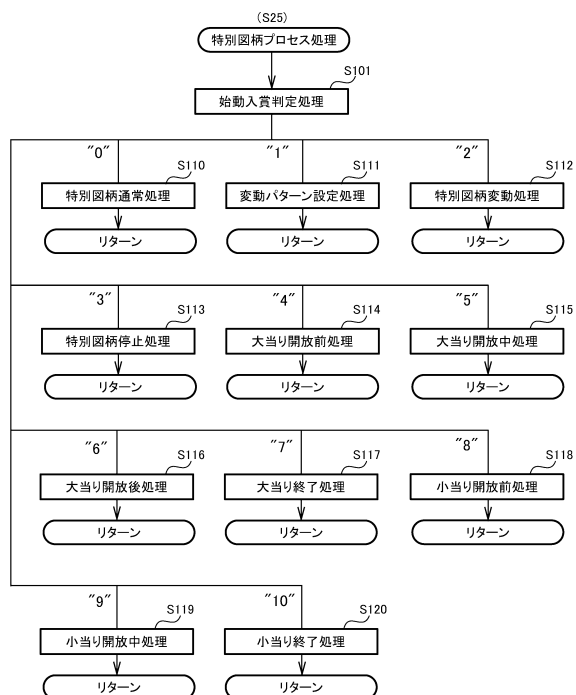 (S25)
特別図柄プロセス処理
S101
始動入賞判定処理
"0"
"1"
"2"
S110
S111
S112
特別図柄通常処理
変動パターン設定処理
特別図柄変動処理
リターン
リターン
リターン
"3"
"4"
"5"
S113
S114
S115
特別図柄停止処理
大当り開放前処理
大当り開放中処理
リターン
リターン
リターン
"6"
"7"
"8"
S116
S117
S118
大当り開放後処理
大当り終了処理
小当り開放前処理
リターン
リターン
リターン
"9"
"10"
S119
S120
小当り開放中処理
小当り終了処理
リターン
リターン